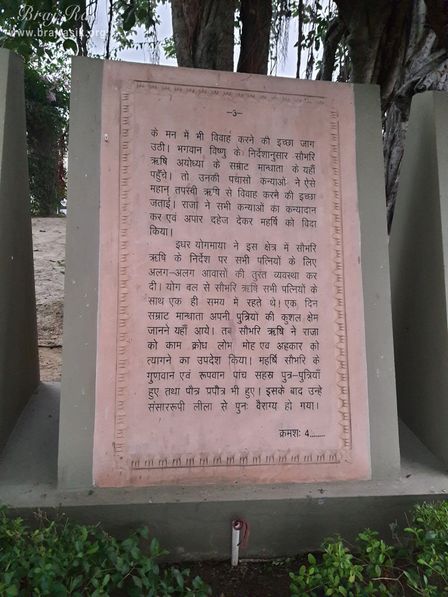 Braj Ras
www.brajrasik.org
-3-
के मन में भी विवाह करने की इच्छा जाग
उठी। भगवान विष्णु के निर्देशानुसार सौभरि
ऋषि अयोध्या के सम्राट मान्धाता के यहाँ
पहुँचे। तो उनकी पचासों कन्याओं ने ऐसे
महान् तपस्वी ऋषि से विवाह करने की इच्छा
जताई। राजा ने सभी कन्याओं का कन्यादान
कर एवं अपार दहेज देकर महर्षि को विदा
किया।
इधर योगमाया ने इस क्षेत्र में सौभरि
ऋषि के निर्देश पर सभी पत्नियों के लिए
अलग-अलग आवासों की तुरंत व्यवस्था कर
दी। योग बल से सौभरि ऋषि सभी पत्नियों के
साथ एक ही समय में रहते थे। एक दिन
सम्राट मान्धाता अपनी पुत्रियों की कुशल क्षेम
जानने यहाँ आये। तब सौभरि ऋषि ने राजा
को काम क्रोध लोभ मोह एवं अहंकार को
त्यागने का उपदेश किया। महर्षि सौभरि के
गुणवान एवं रूपवान पांच सहस्र पुत्र-पुत्रियाँ
हुए तथा पौत्र प्रपौत्र भी हुए। इसके बाद उन्हें
संसाररूपी लीला से पुनः वैराग्य हो गया।
क्रमशः 4........